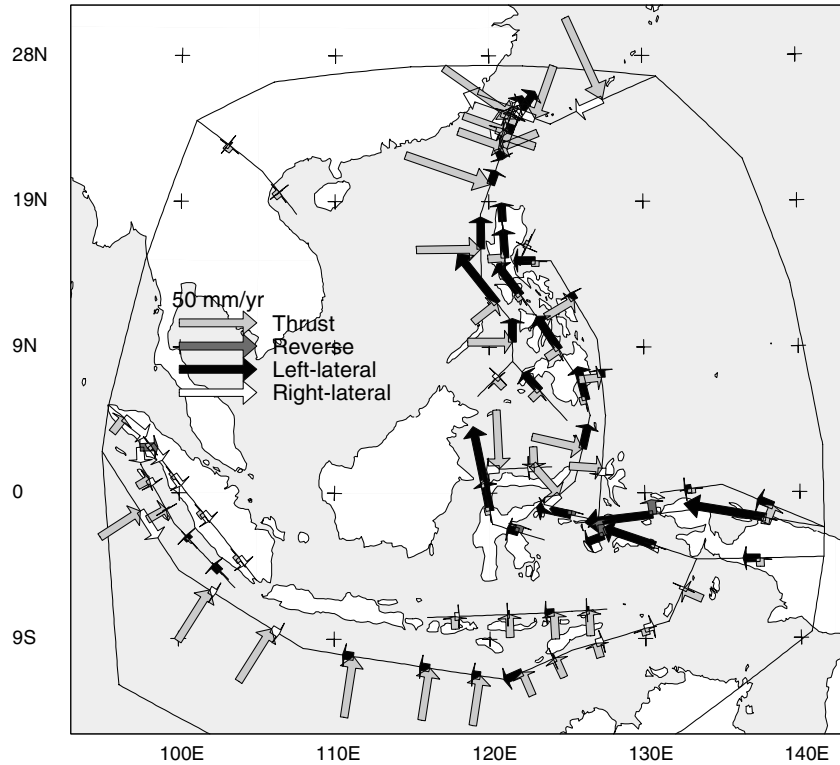 28N
19N
50 mm/yr
Thrust
9N
Reverse
Left-lateral
Right-lateral
0
9S
100E
110E
120E
130E
140E